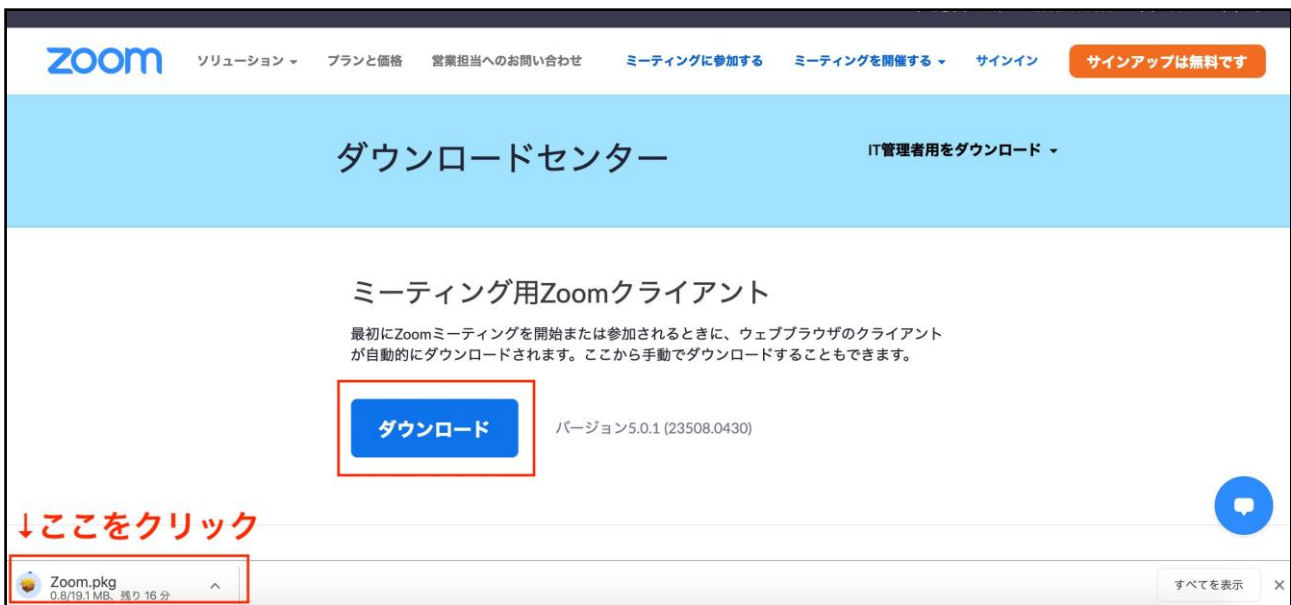 zoom ソリューション プランと価格 営業担当へのお問い合わせ ミーティングに参加する ミーティングを開催する サインイン サインアップは無料です
ダウンロードセンター
IT管理者用をダウンロード
ミーティング用Zoomクライアント
最初にZoomミーティングを開始または参加されるときに、ウェブブラウザのクライアント
が自動的にダウンロードされます。ここから手動でダウンロードすることもできます。
ダウンロード
バージョン5.0.1 (23508.0430)
↓ここをクリック
Zoom.pkg
0.8/19.1 MB、残り 16 分
すべてを表示